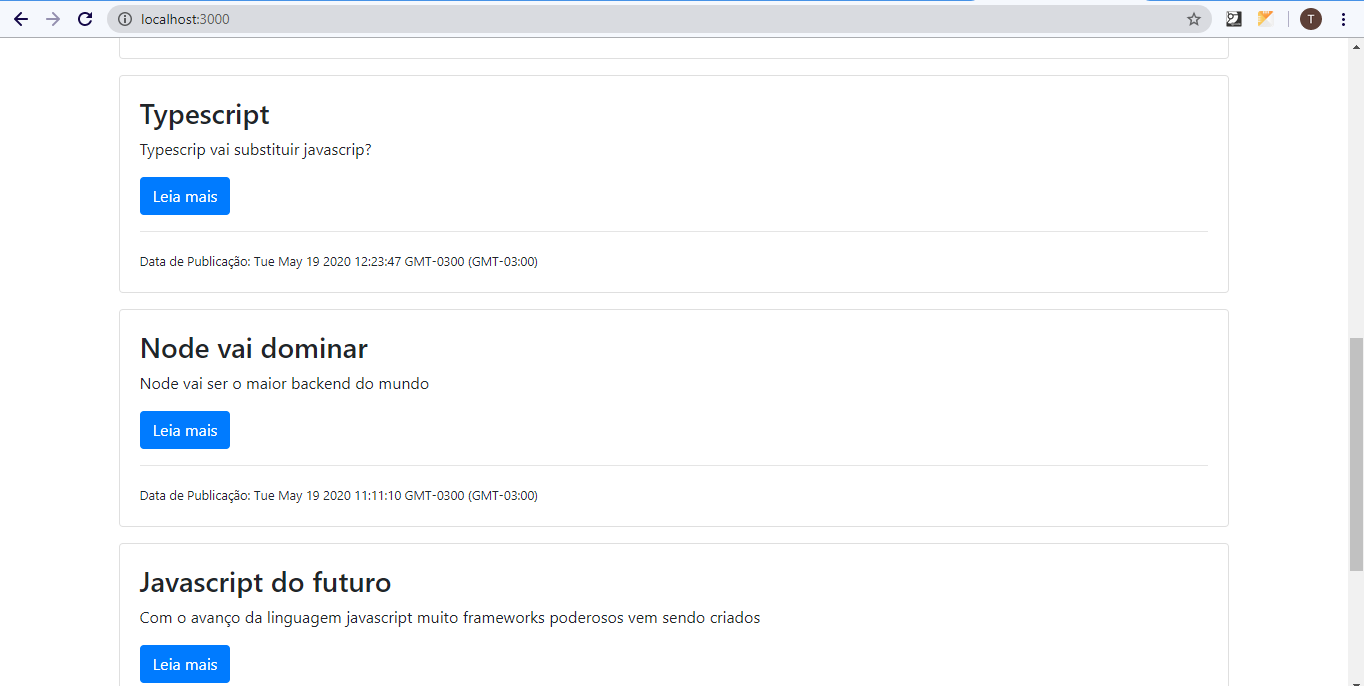 localhost:3000
T
Typescript
Typescrip vai substituir javascrip?
Leia mais
Data de Publicação: Tue May 19 2020 12:23:47 GMT-0300 (GMT-03:00)
Node vai dominar
Node vai ser o maior backend do mundo
Leia mais
Data de Publicação: Tue May 19 2020 11:11:10 GMT-0300 (GMT-03:00)
Javascript do futuro
Com o avanço da linguagem javascript muito frameworks poderosos vem sendo criados
Leia mais